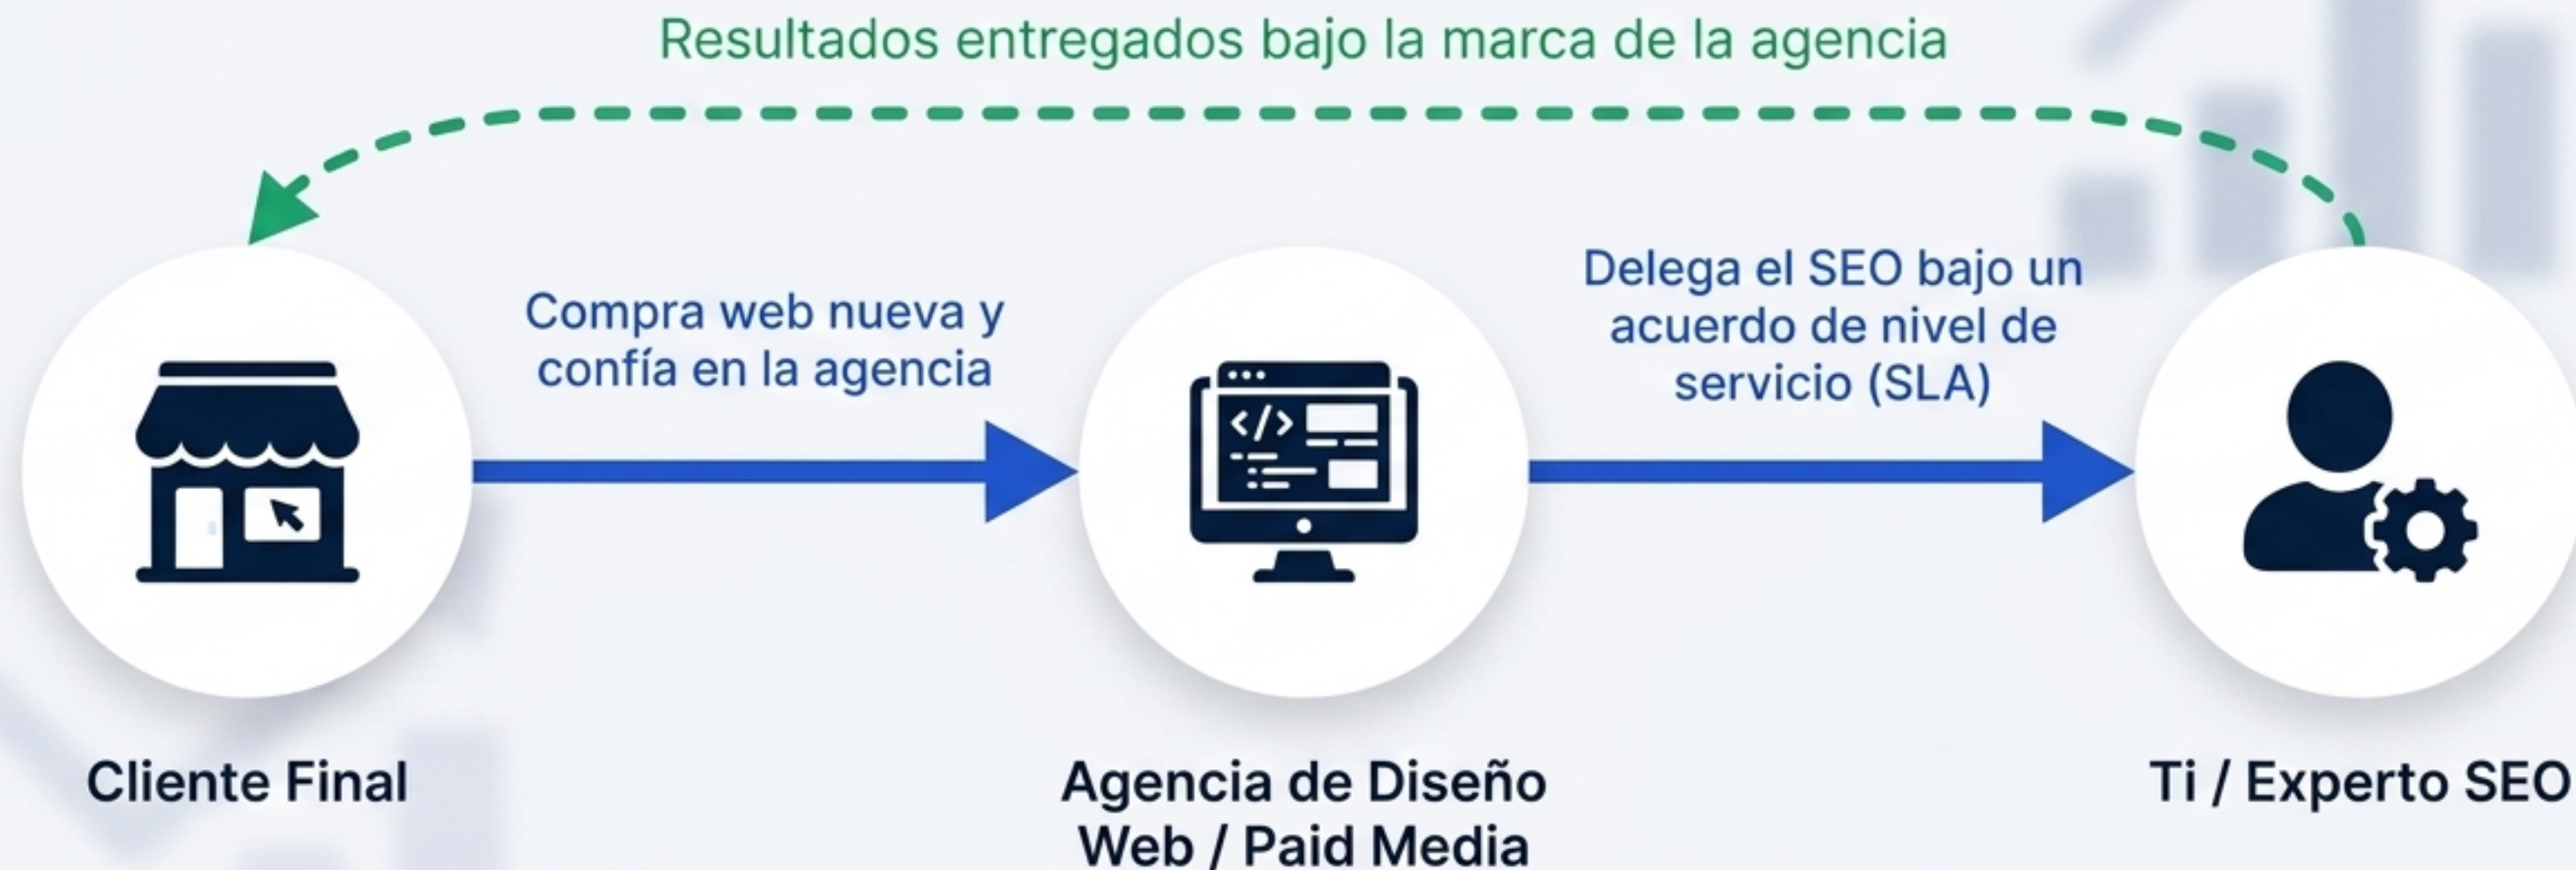 Resultados entregados bajo la marca de la agencia
Compra web nueva y
confía en la agencia
Delega el SEO bajo un
acuerdo de nivel de
servicio (SLA)
</>
Cliente Final
Agencia de Diseño
Web / Paid Media
Ti / Experto SEO